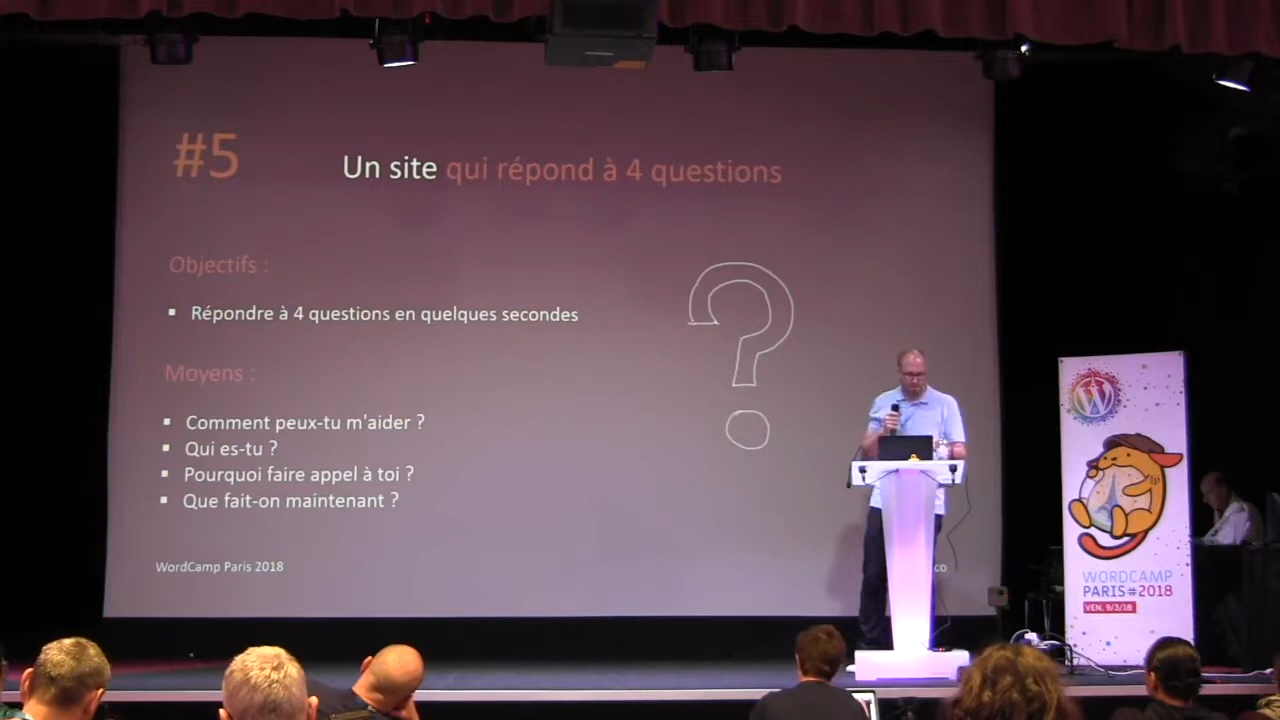 #5
Un site qui répond à 4 questions
Objectifs :
Répondre à 4 questions en quelques secondes
Moyens :
Comment peux-tu m'aider ?
Qui es-tu ?
Pourquoi faire appel à toi ?
Que fait-on maintenant ?
WordCamp Paris 2018
co
WORDCAMP
PARIS#2018
VEN. 9/3/18